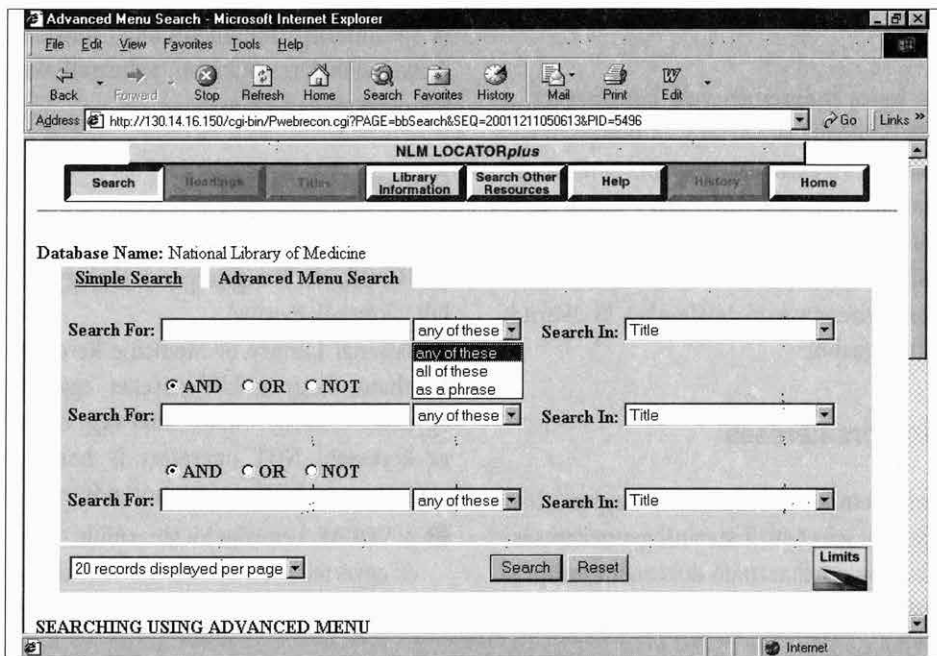 Advanced Menu Search - Microsoft Internet Explorer
File Edit View Favorites Tools Help
Back Forward Stop Refresh Home Search Favorites History Mail Print Edit
Address http://130.14.16.150/cgi-bin/Pwebrecon.cgi?PAGE=bbSearch&SEQ=20011211050613&PID=5496 Go Links »
NLM LOCATORplus
Search Headings Titles Library Information Search Other Resources Help History Home
Database Name: National Library of Medicine
Simple Search Advanced Menu Search
Search For: any of these Search In: Title
any of these
all of these
as a phrase
AND OR NOT
Search For: any of these Search In: Title
AND OR NOT
Search For: any of these Search In: Title
20 records displayed per page Search Reset Limits
SEARCHING USING ADVANCED MENU
Internet